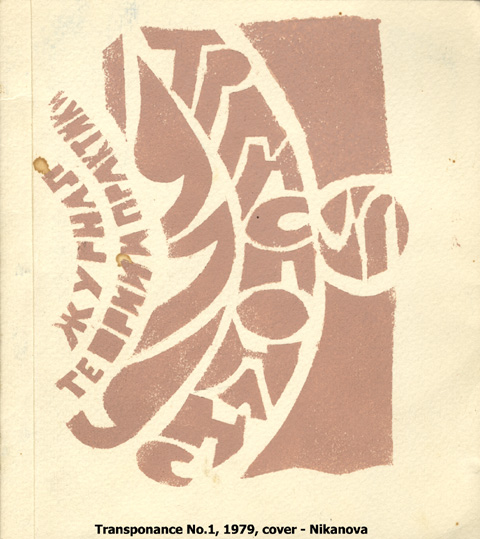 ТРАНСПОНАНС
ЖУРНАЛ
ТЕОРИИ И ПРАКТИКИ
Transponance No.1, 1979, cover - Nikanova